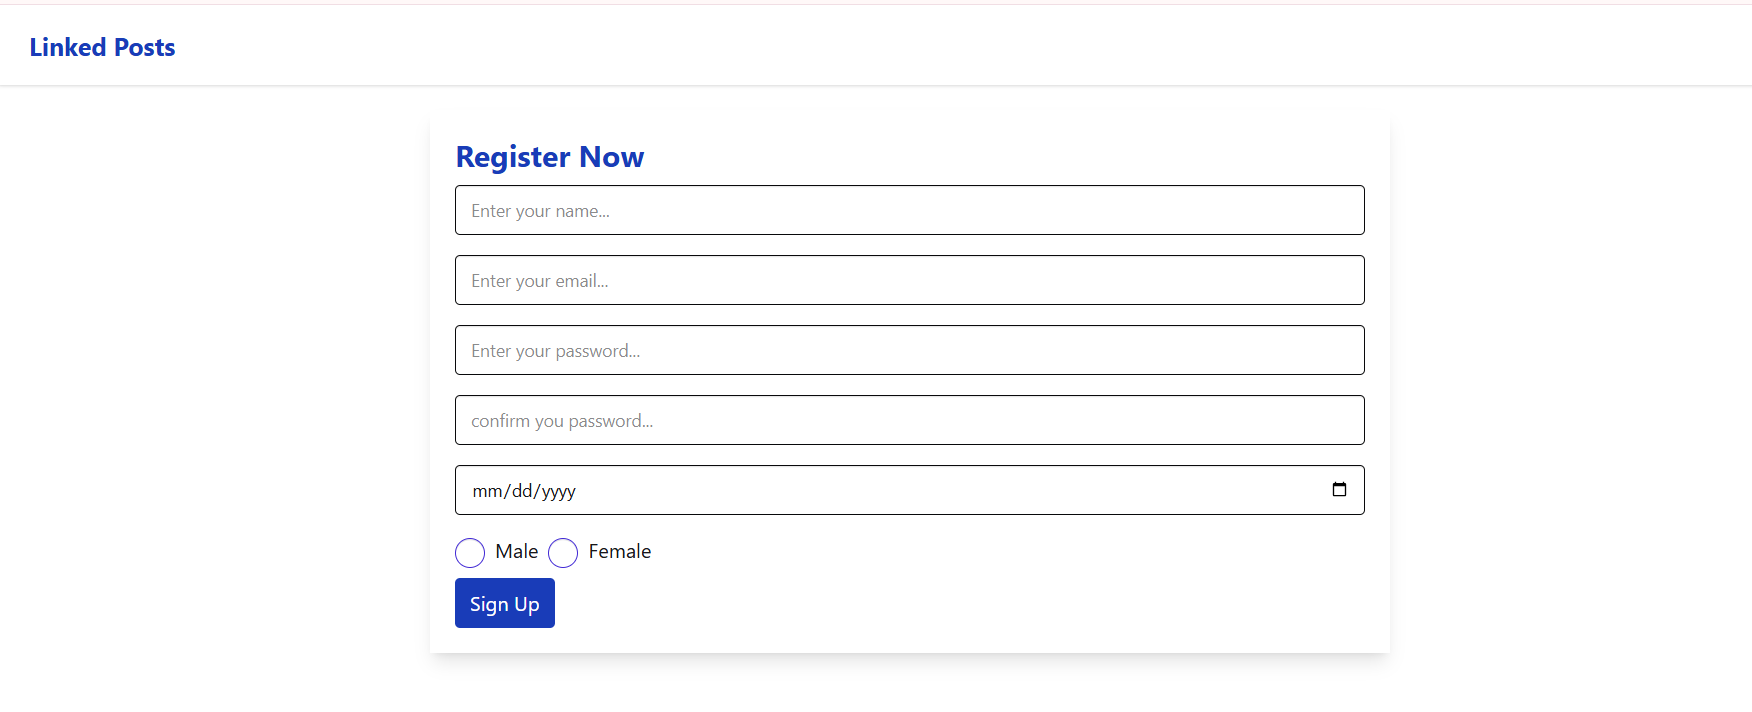 Linked Posts
Register Now
Enter your name...
Enter your email...
Enter your password...
confirm you password...
mm/dd/yyyy
Male Female
Sign Up